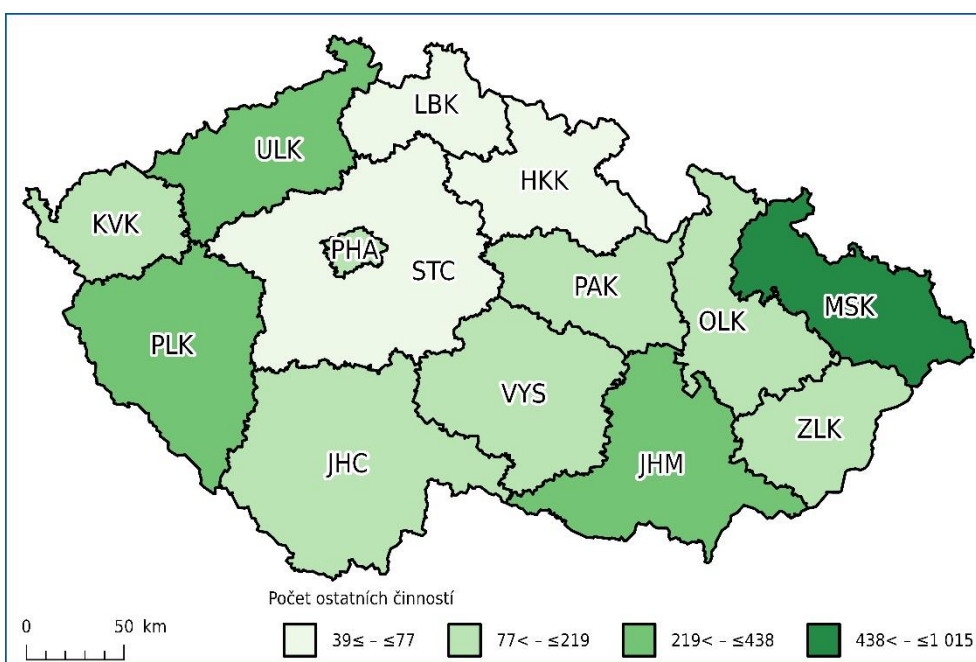 LBK
ULK
HKK
KVK
PHA
STC
PAK
OLK
MSK
PLK
VYS
ZLK
JHC
JHM
Počet ostatních činností
0 50 km
39≤ – ≤77
77< – ≤219
219< – ≤438
438< – ≤1 015